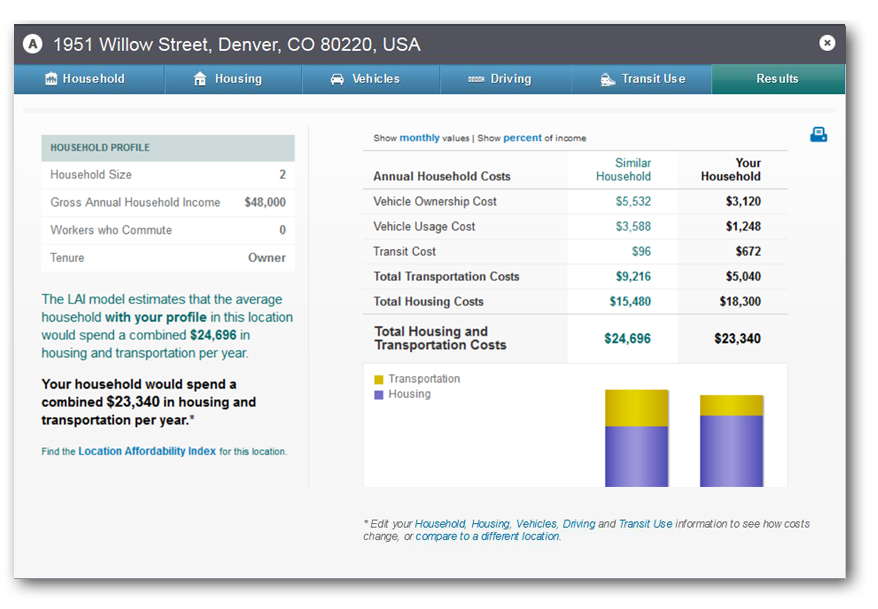 A 1951 Willow Street, Denver, CO 80220, USA
Household Housing Vehicles Driving Transit Use Results
HOUSEHOLD PROFILE
Household Size 2
Gross Annual Household Income $48,000
Workers who Commute 0
Tenure Owner
The LAI model estimates that the average
household with your profile in this location
would spend a combined $24,696 in
housing and transportation per year.
Your household would spend a
combined $23,340 in housing and
transportation per year.*
Find the Location Affordability Index for this location.
Show monthly values | Show percent of income
Annual Household Costs Similar Household Your Household
Vehicle Ownership Cost $5,532 $3,120
Vehicle Usage Cost $3,588 $1,248
Transit Cost $96 $672
Total Transportation Costs $9,216 $5,040
Total Housing Costs $15,480 $18,300
Total Housing and
Transportation Costs $24,696 $23,340
Transportation
Housing
* Edit your Household, Housing, Vehicles, Driving and Transit Use information to see how costs
change, or compare to a different location.